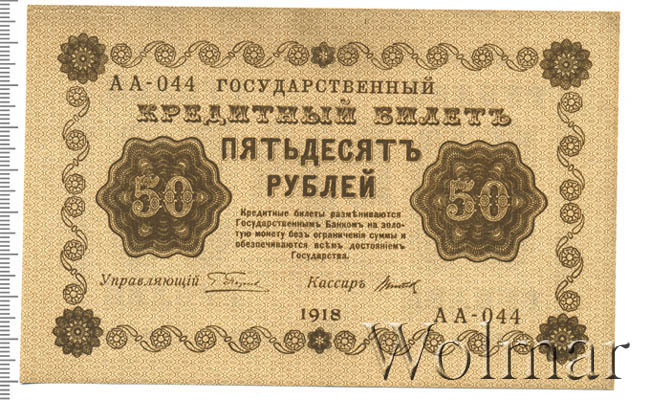 АА-044 ГОСУДАРСТВЕННЫЙ
КРЕДИТНЫЙ БИЛЕТЪ
ПЯТЬДЕСЯТЪ
РУБЛЕЙ
50
50
Кредитные билеты размѣниваются
Государственнымъ Банкомъ на золо-
тую монету безъ ограниченія суммы и
обезпечиваются всѣмъ достояніемъ
Государства.
Управляющій
Кассиръ
1918
АА-044
Wolmar